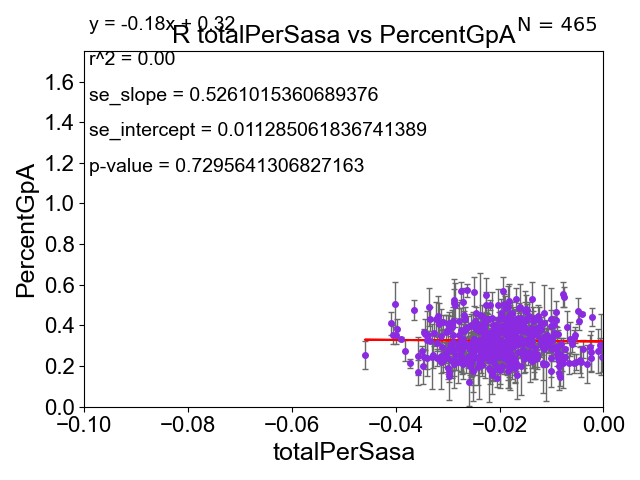 y = -0.18x + 0.32
N = 465
R totalPerSasa vs PercentGpA
r^2 = 0.00
se_slope = 0.5261015360689376
se_intercept = 0.011285061836741389
p-value = 0.7295641306827163
PercentGpA
1.6
1.4
1.2
1.0
0.8
0.6
0.4
0.2
0.0
−0.10 −0.08 −0.06 −0.04 −0.02 0.00
totalPerSasa